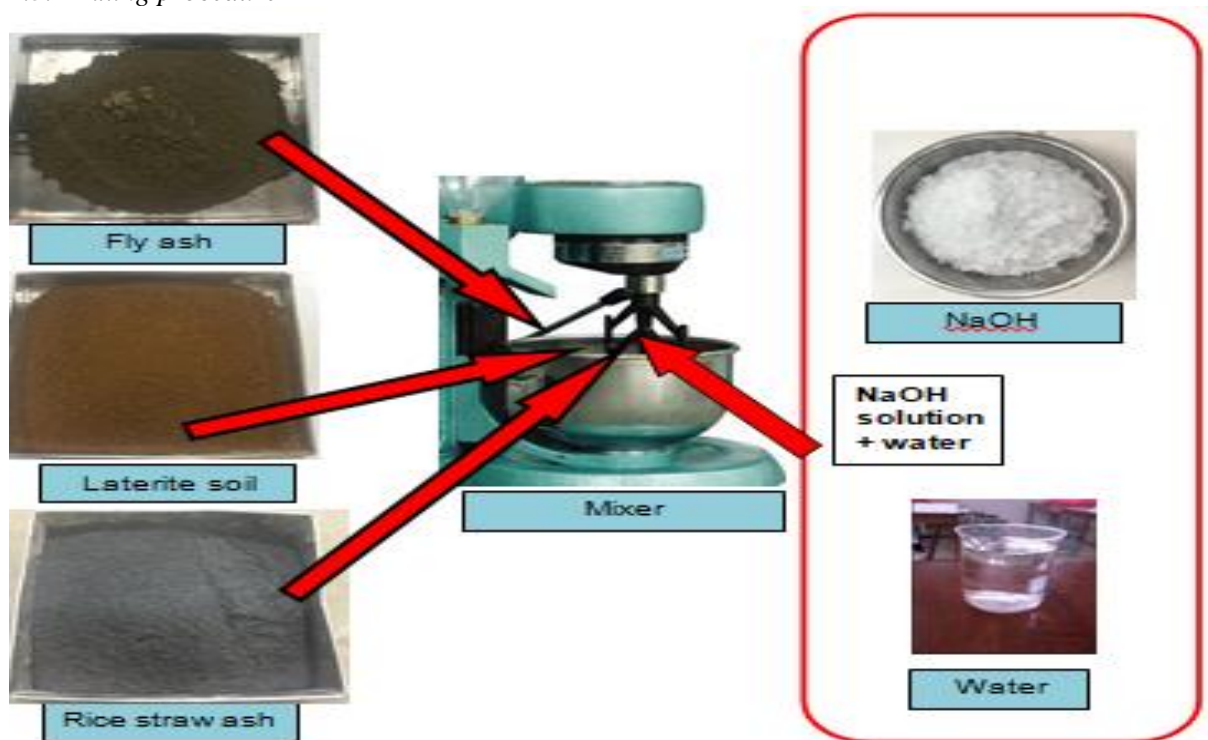 Fly ash
Laterite soil
Rice straw ash
Mixer
NaOH
NaOH
solution
+ water
Water